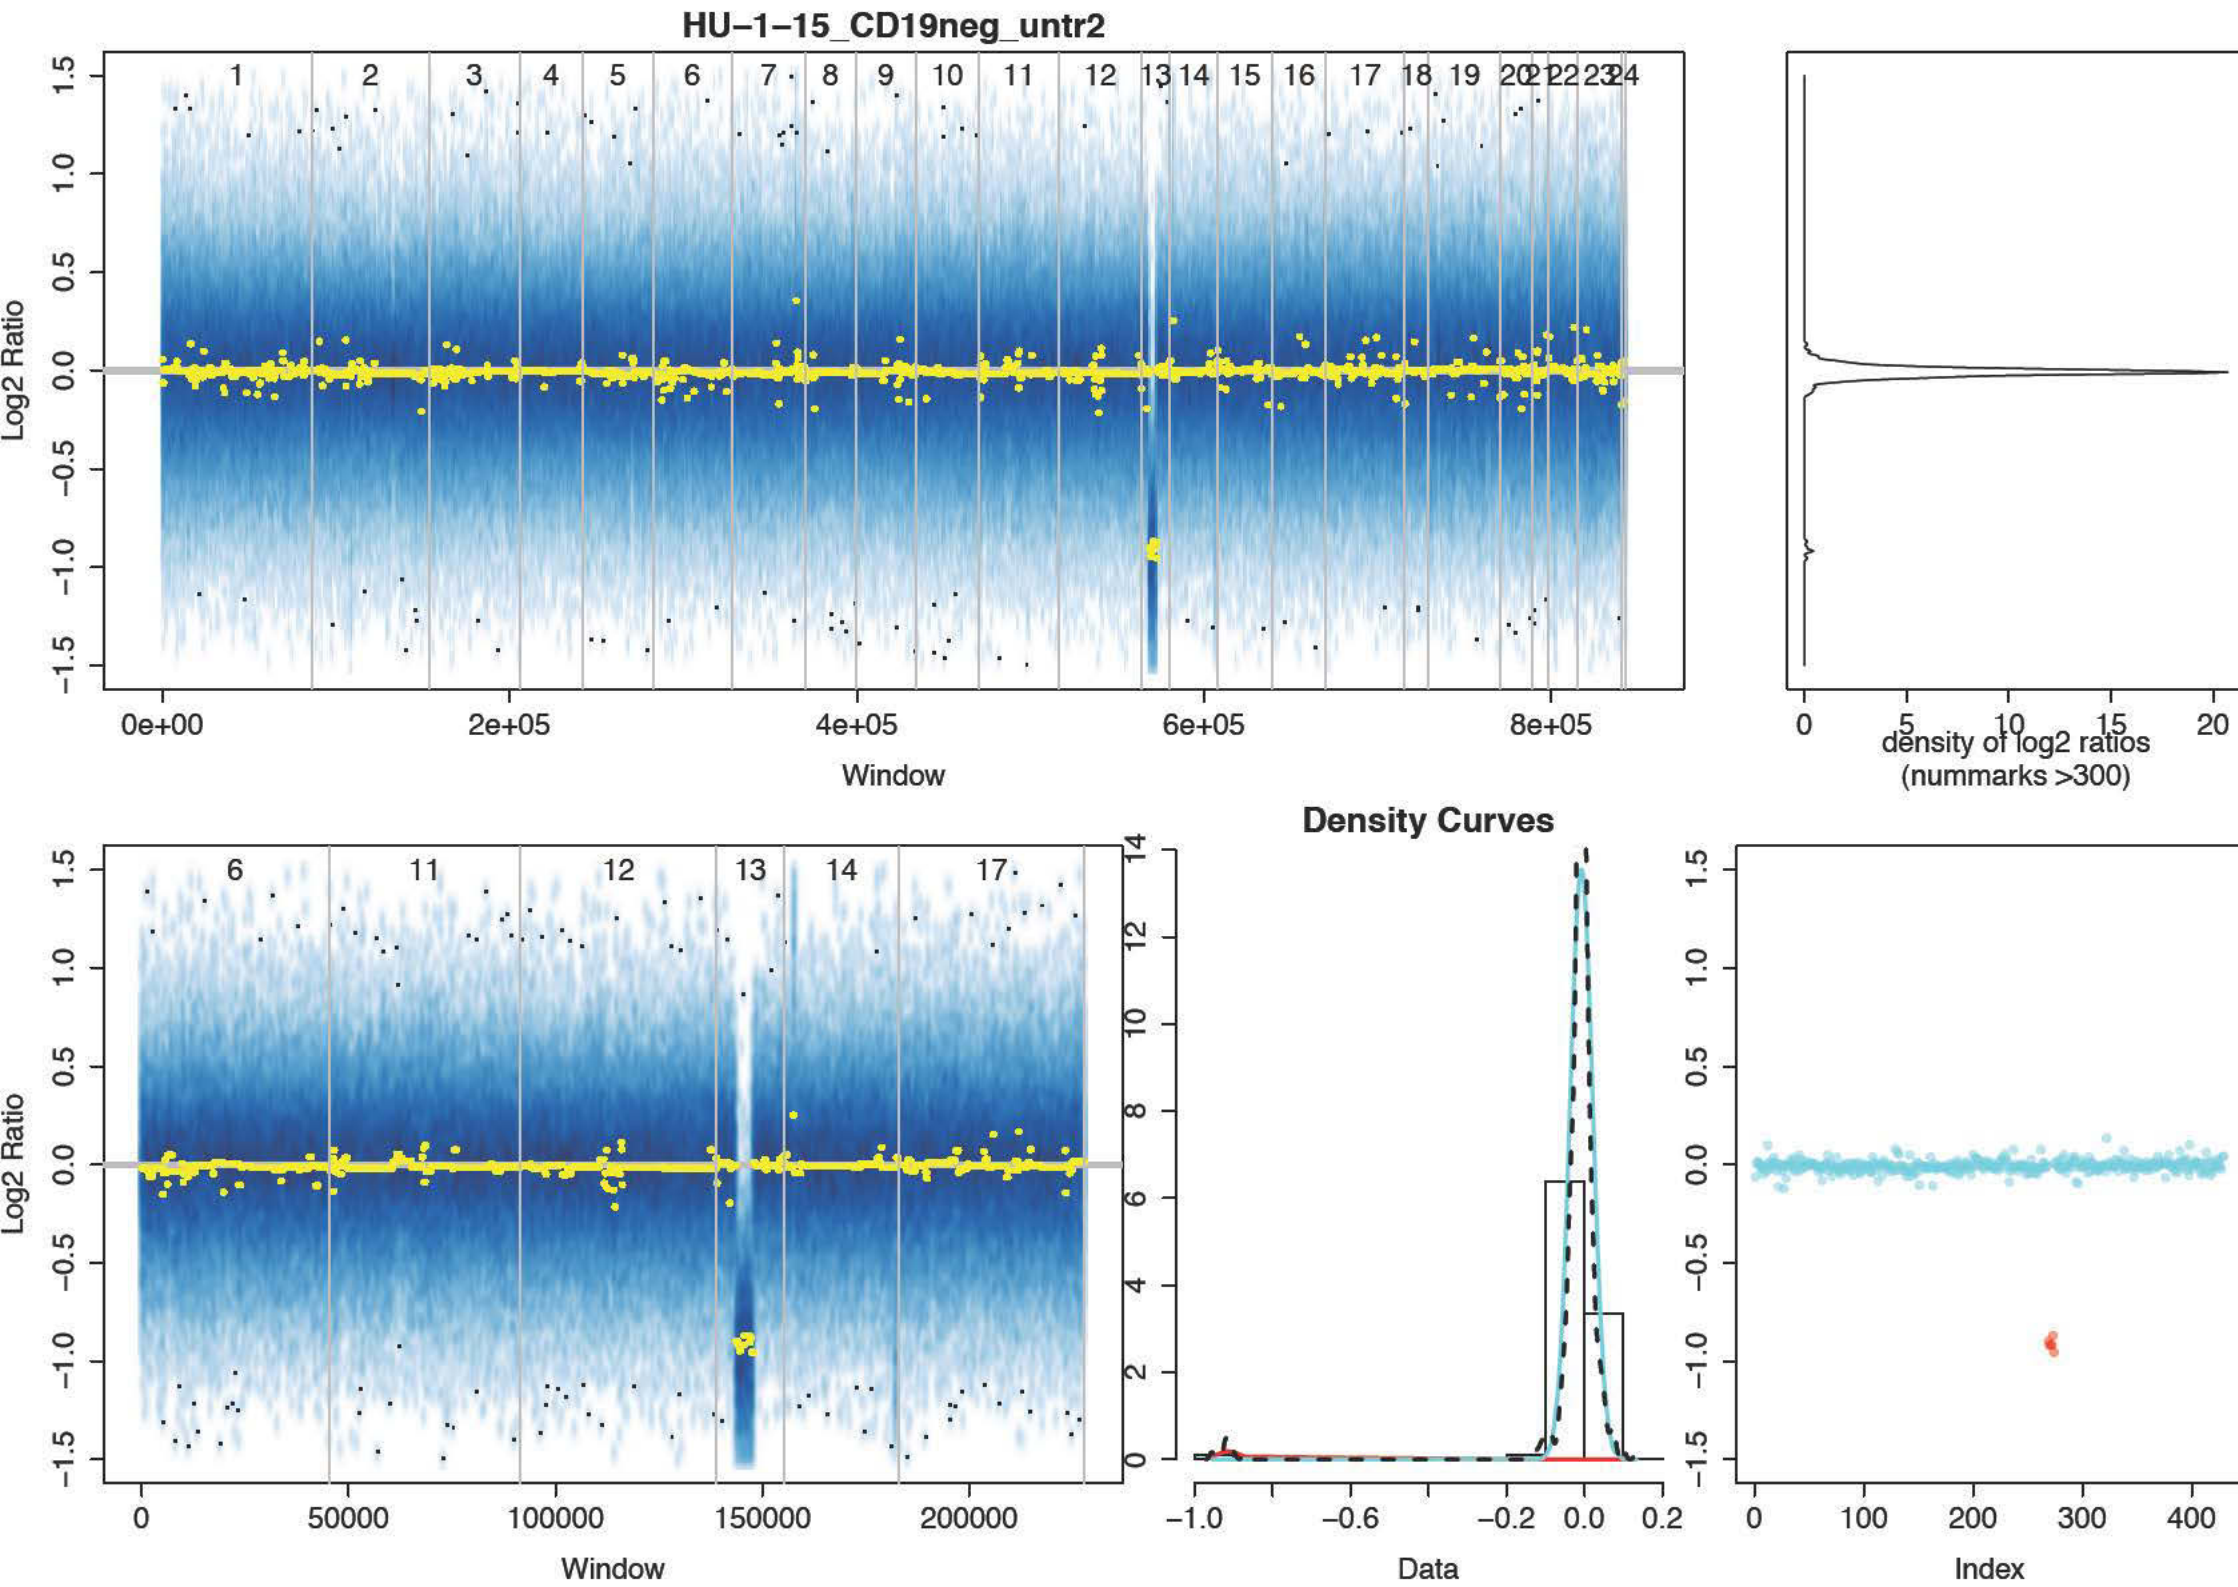 HU−1−15_CD19neg_untr2
1 2 3 4 5 6 7 8 9 10 11 12 13 14 15 16 17 18 19 20 21 22 23 24
1.5
1.0
0.5
0.0
−0.5
−1.0
−1.5
Log2 Ratio
0e+00 2e+05 4e+05 6e+05 8e+05
Window
0 5 10 15 20
density of log2 ratios
(nummarks >300)
6 11 12 13 14 17
1.5
1.0
0.5
0.0
−0.5
−1.0
−1.5
Log2 Ratio
0 50000 100000 150000 200000
Window
Density Curves
14
12
10
8
6
4
2
0
−1.0 −0.6 −0.2 0.0 0.2
Data
1.5
1.0
0.5
0.0
−0.5
−1.0
−1.5
0 100 200 300 400
Index